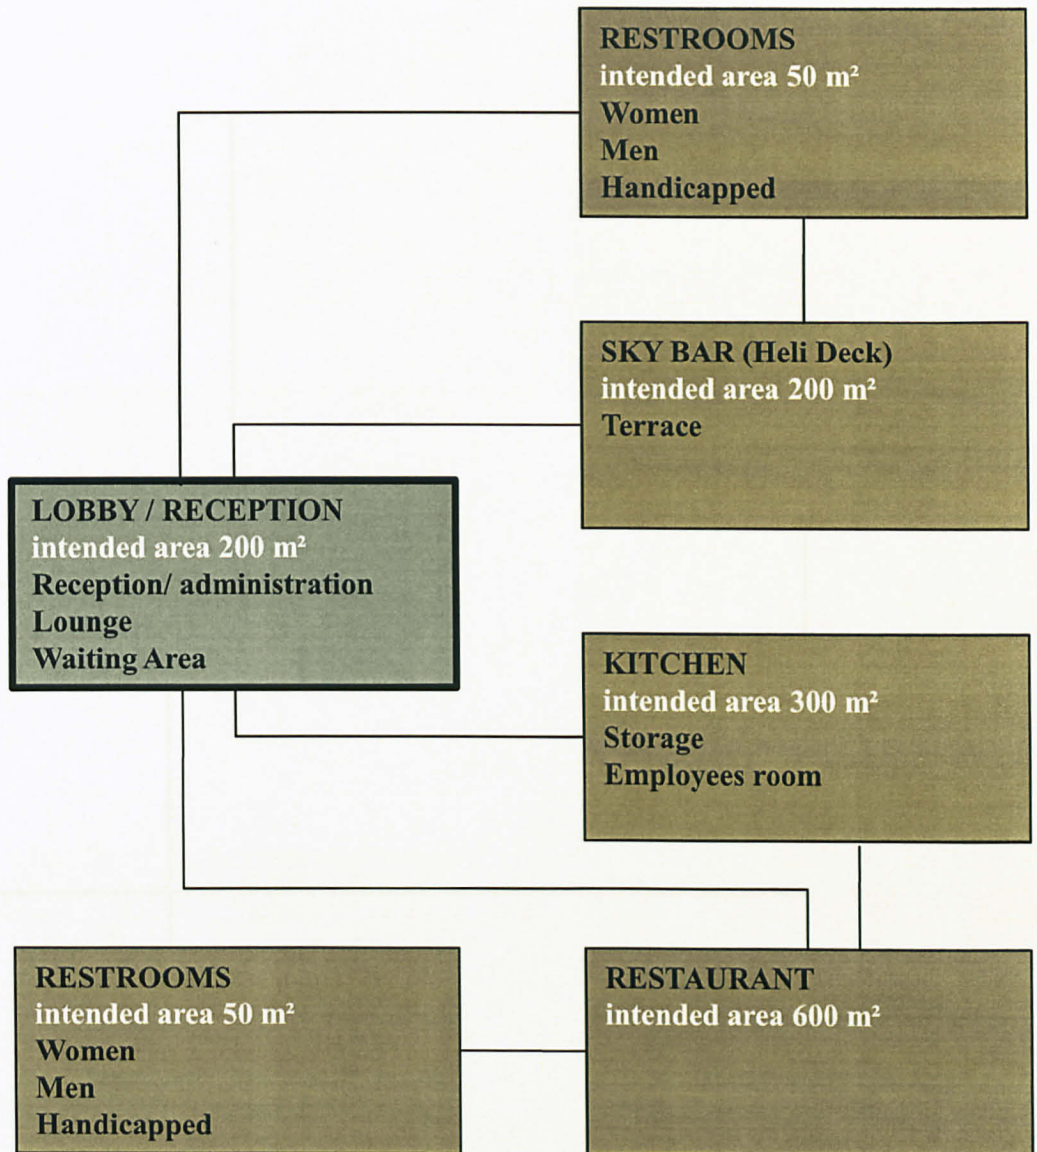 RESTROOMS
intended area 50 m²
Women
Men
Handicapped
SKY BAR (Heli Deck)
intended area 200 m²
Terrace
LOBBY / RECEPTION
intended area 200 m²
Reception/ administration
Lounge
Waiting Area
KITCHEN
intended area 300 m²
Storage
Employees room
RESTROOMS
intended area 50 m²
Women
Men
Handicapped
RESTAURANT
intended area 600 m²